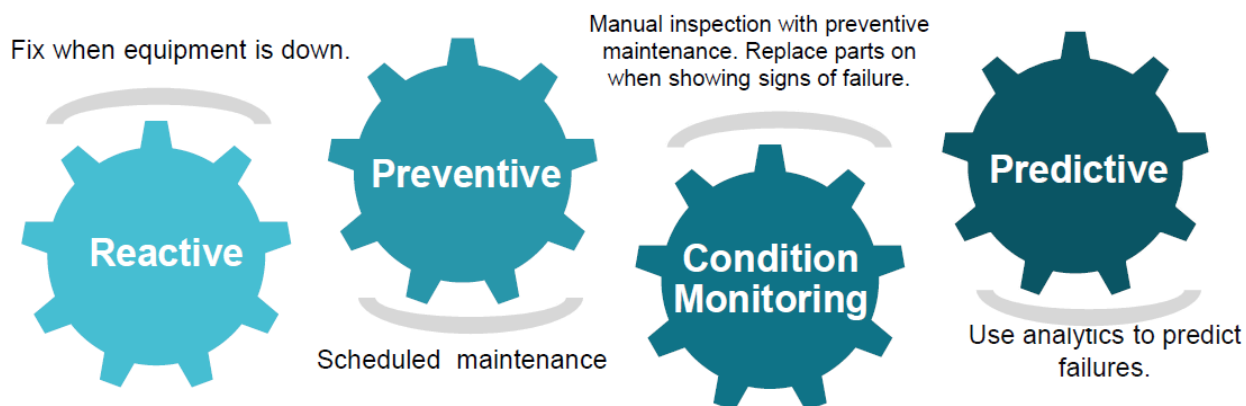 Fix when equipment is down.
Reactive
Preventive
Scheduled maintenance
Manual inspection with preventive
maintenance. Replace parts on
when showing signs of failure.
Condition
Monitoring
Predictive
Use analytics to predict
failures.